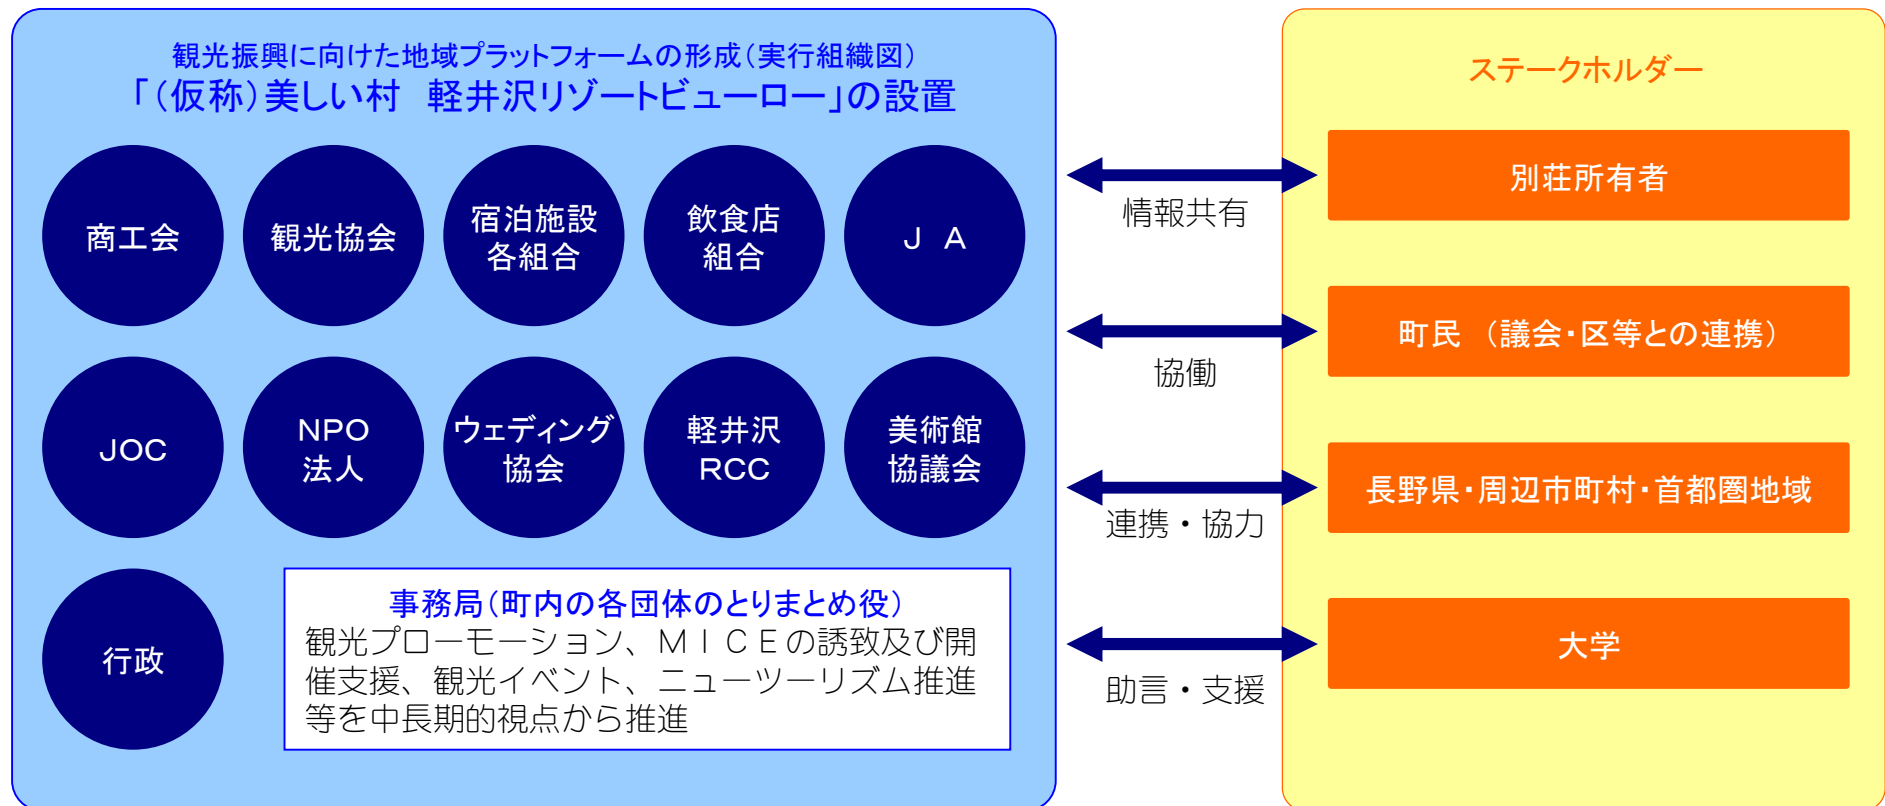 観光振興に向けた地域プラットフォームの形成（実行組織図）
「（仮称）美しい村　軽井沢リゾートビューロー」の設置
商工会
観光協会
宿泊施設
各組合
飲食店
組合
Ｊ　Ａ
JOC
NPO
法人
ウェディング
協会
軽井沢
RCC
美術館
協議会
行政
事務局（町内の各団体のとりまとめ役）
観光プローモーション、ＭＩＣＥの誘致及び開
催支援、観光イベント、ニューツーリズム推進
等を中長期的視点から推進
情報共有
協働
連携・協力
助言・支援
ステークホルダー
別荘所有者
町民　（議会・区等との連携）
長野県・周辺市町村・首都圏地域
大学